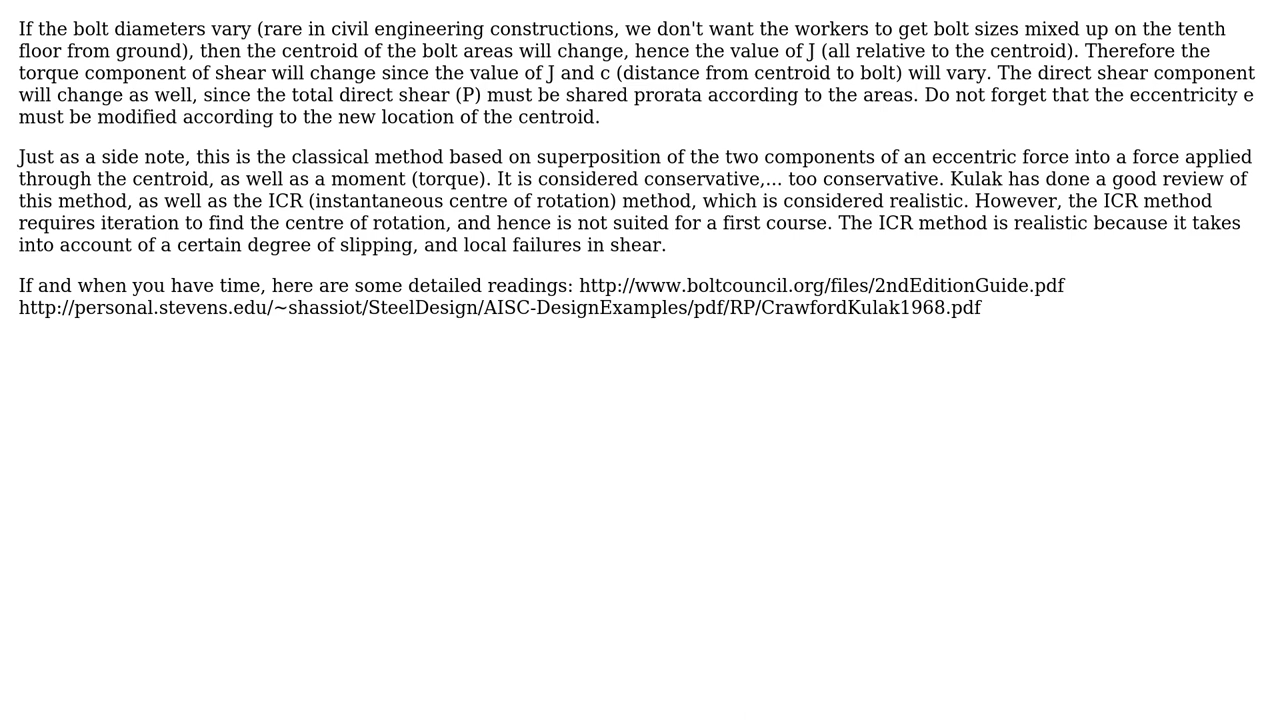 If the bolt diameters vary (rare in civil engineering constructions, we don't want the workers to get bolt sizes mixed up on the tenth
floor from ground), then the centroid of the bolt areas will change, hence the value of J (all relative to the centroid). Therefore the
torque component of shear will change since the value of J and c (distance from centroid to bolt) will vary. The direct shear component
will change as well, since the total direct shear (P) must be shared prorata according to the areas. Do not forget that the eccentricity e
must be modified according to the new location of the centroid.
Just as a side note, this is the classical method based on superposition of the two components of an eccentric force into a force applied
through the centroid, as well as a moment (torque). It is considered conservative,... too conservative. Kulak has done a good review of
this method, as well as the ICR (instantaneous centre of rotation) method, which is considered realistic. However, the ICR method
requires iteration to find the centre of rotation, and hence is not suited for a first course. The ICR method is realistic because it takes
into account of a certain degree of slipping, and local failures in shear.
If and when you have time, here are some detailed readings: http://www.boltcouncil.org/files/2ndEditionGuide.pdf
http://personal.stevens.edu/~shassiot/SteelDesign/AISC-DesignExamples/pdf/RP/CrawfordKulak1968.pdf